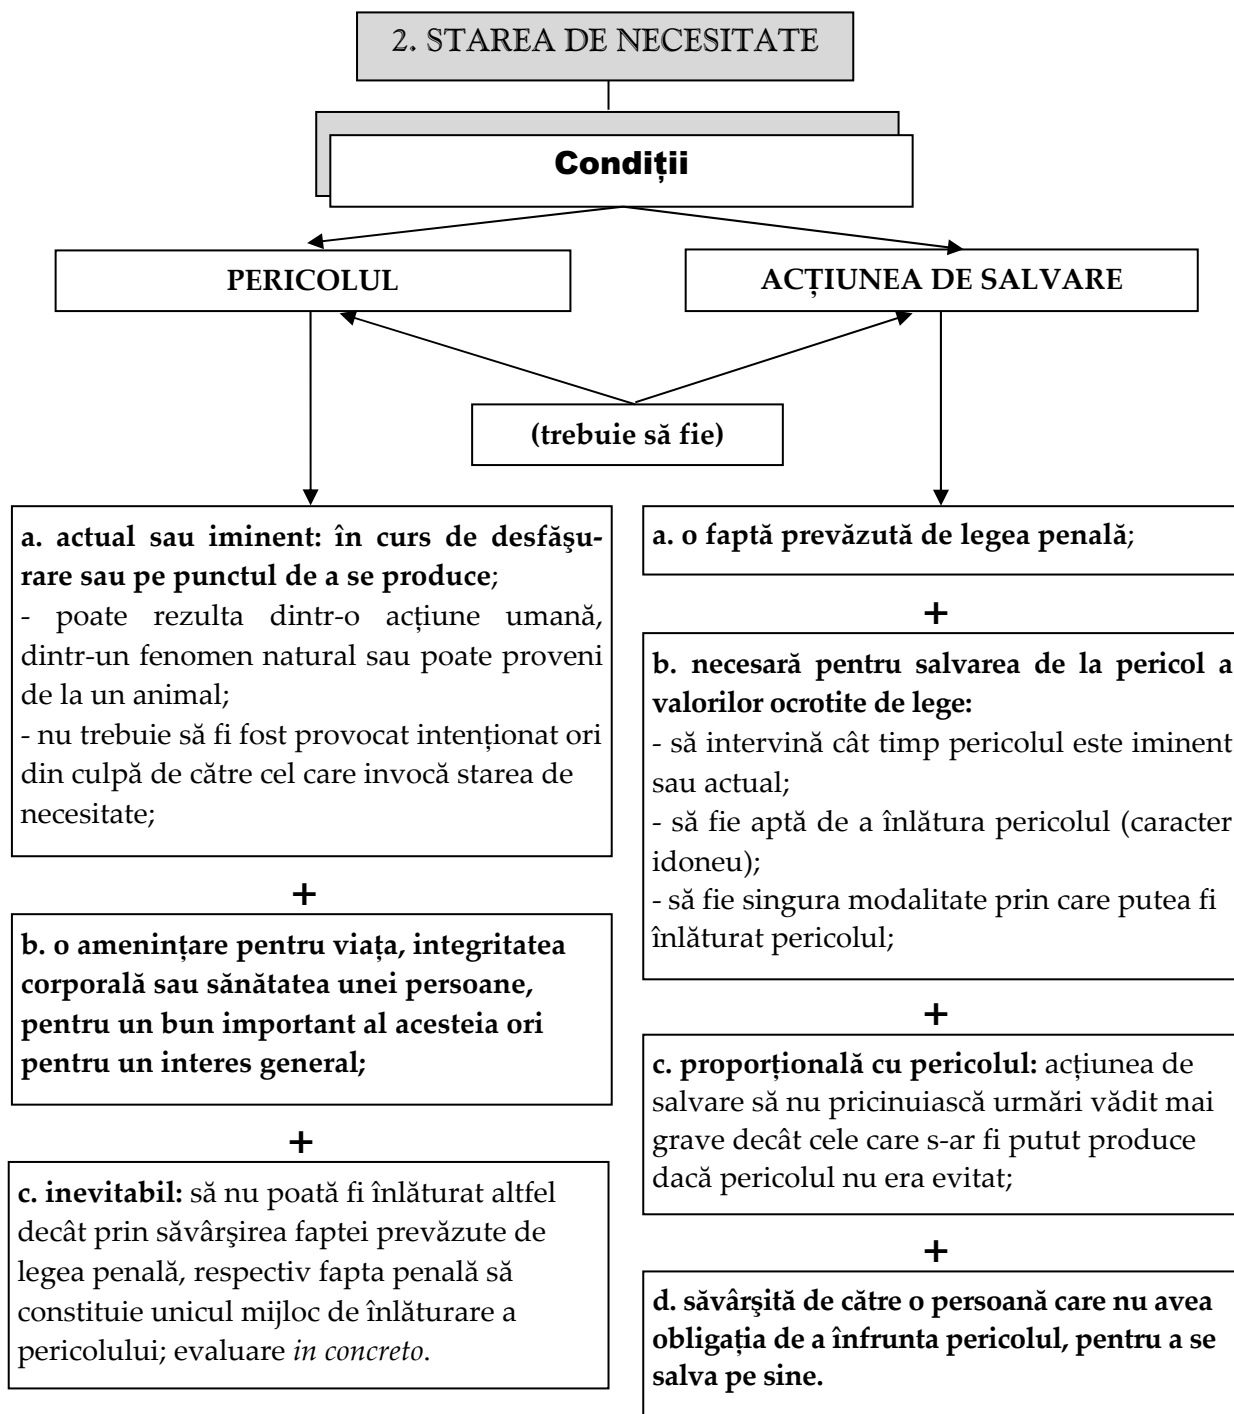 2. STAREA DE NECESITATE
Condiții
PERICOLUL
ACȚIUNEA DE SALVARE
(trebuie să fie)
a. actual sau iminent: în curs de desfăşu-
rare sau pe punctul de a se produce;
- poate rezulta dintr-o acțiune umană,
dintr-un fenomen natural sau poate proveni
de la un animal;
- nu trebuie să fi fost provocat intenționat ori
din culpă de către cel care invocă starea de
necesitate;
+
b. o amenințare pentru viața, integritatea
corporală sau sănătatea unei persoane,
pentru un bun important al acesteia ori
pentru un interes general;
+
c. inevitabil: să nu poată fi înlăturat altfel
decât prin săvârşirea faptei prevăzute de
legea penală, respectiv fapta penală să
constituie unicul mijloc de înlăturare a
pericolului; evaluare in concreto.
a. o faptă prevăzută de legea penală;
+
b. necesară pentru salvarea de la pericol a
valorilor ocrotite de lege:
- să intervină cât timp pericolul este iminent
sau actual;
- să fie aptă de a înlătura pericolul (caracter
idoneu);
- să fie singura modalitate prin care putea fi
înlăturat pericolul;
+
c. proporțională cu pericolul: acțiunea de
salvare să nu pricinuiască urmări vădit mai
grave decât cele care s-ar fi putut produce
dacă pericolul nu era evitat;
+
d. săvârşită de către o persoană care nu avea
obligația de a înfrunta pericolul, pentru a se
salva pe sine.